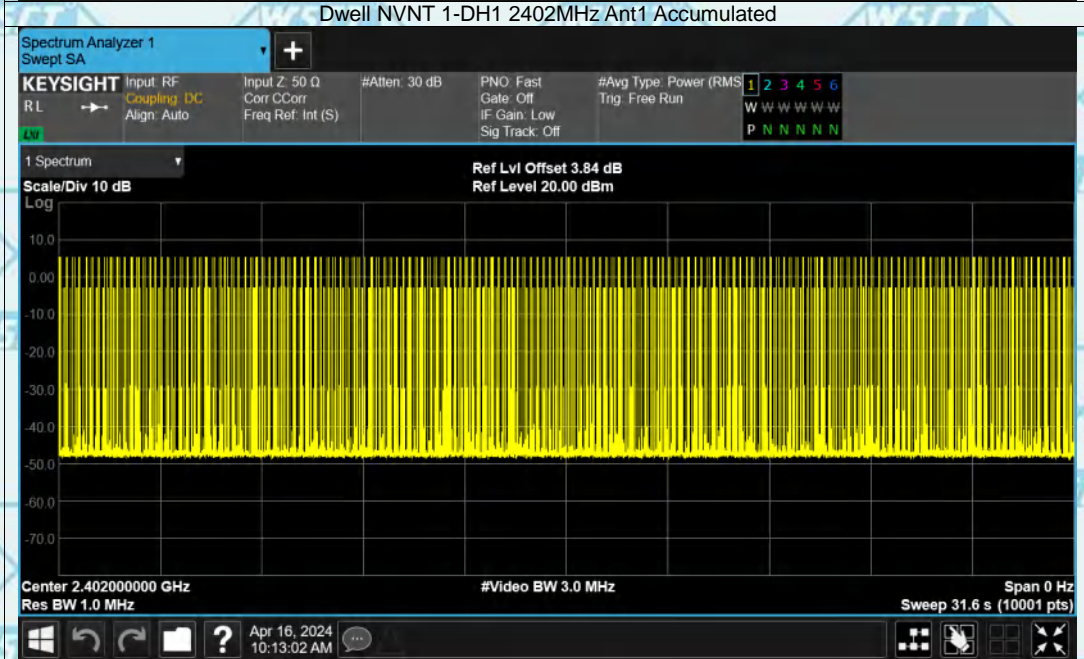 Dwell NVNT 1-DH1 2402MHz Ant1 Accumulated
Spectrum Analyzer 1
Swept SA
+
KEYSIGHT
R L
LXI
Input: RF
Coupling: DC
Align: Auto
Input Z: 50 Ω
Corr CCorr
Freq Ref: Int (S)
#Atten: 30 dB
PNO: Fast
Gate: Off
IF Gain: Low
Sig Track: Off
#Avg Type: Power (RMS
Trig: Free Run
1 2 3 4 5 6
W W W W W W
P N N N N N
1 Spectrum
Scale/Div 10 dB
Ref Lvl Offset 3.84 dB
Ref Level 20.00 dBm
Log
10.0
0.00
-10.0
-20.0
-30.0
-40.0
-50.0
-60.0
-70.0
Center 2.402000000 GHz
#Video BW 3.0 MHz
Span 0 Hz
Res BW 1.0 MHz
Sweep 31.6 s (10001 pts)
?
Apr 16, 2024
10:13:02 AM